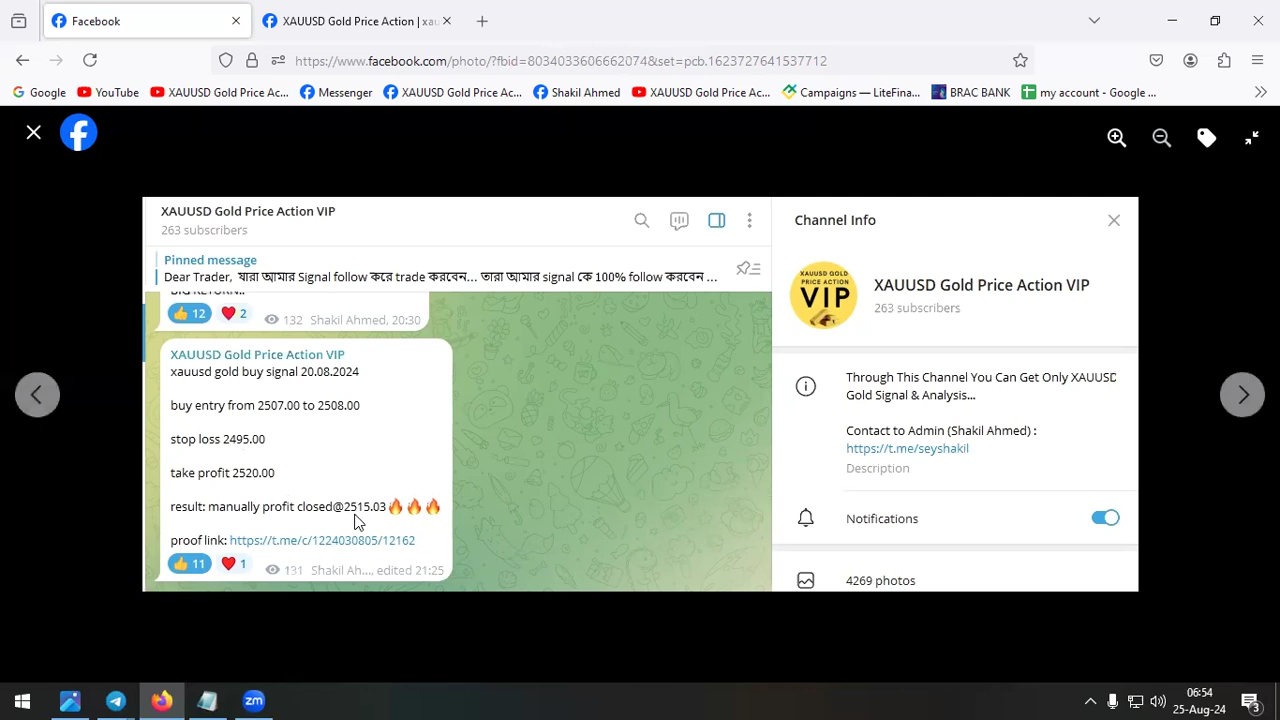 Facebook
XAUUSD Gold Price Action | xau
https://www.facebook.com/photo/?fbid=8034033606662074&set=pcb.1623727641537712
Google
YouTube
XAUUSD Gold Price Ac...
Messenger
XAUUSD Gold Price Ac...
Shakil Ahmed
XAUUSD Gold Price Ac...
Campaigns — LiteFina...
BRAC BANK
my account - Google ...
XAUUSD Gold Price Action VIP
263 subscribers
Pinned message
Dear Trader, যারা আমার Signal follow করে trade করবেন... তারা আমার signal কে 100% follow করবেন ...
BIG RETURN..
12
2
132 Shakil Ahmed, 20:30
XAUUSD Gold Price Action VIP
xauusd gold buy signal 20.08.2024
buy entry from 2507.00 to 2508.00
stop loss 2495.00
take profit 2520.00
result: manually profit closed@2515.03🔥🔥🔥
proof link: https://t.me/c/1224030805/12162
11
1
131 Shakil Ah..., edited 21:25
Channel Info
XAUUSD GOLD
PRICE ACTION
VIP
XAUUSD Gold Price Action VIP
263 subscribers
Through This Channel You Can Get Only XAUUSD
Gold Signal & Analysis...
Contact to Admin (Shakil Ahmed) :
https://t.me/seyshakil
Description
Notifications
4269 photos
zm
06:54
25-Aug-24
3